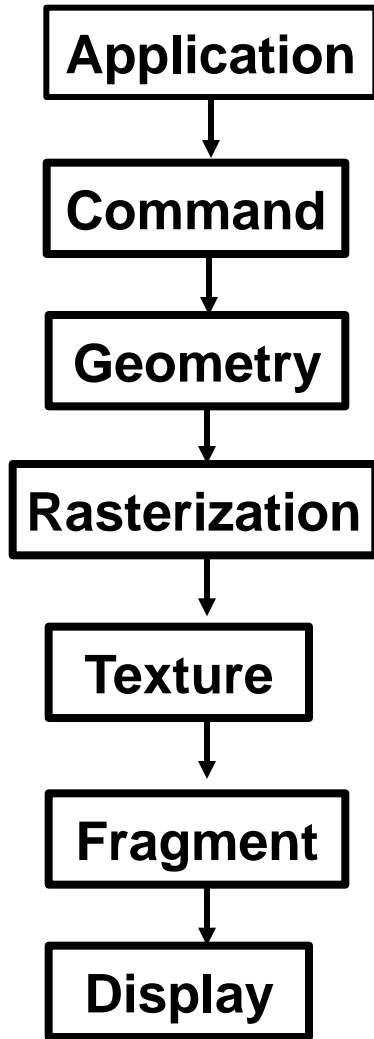 Application
Command
Geometry
Rasterization
Texture
Fragment
Display